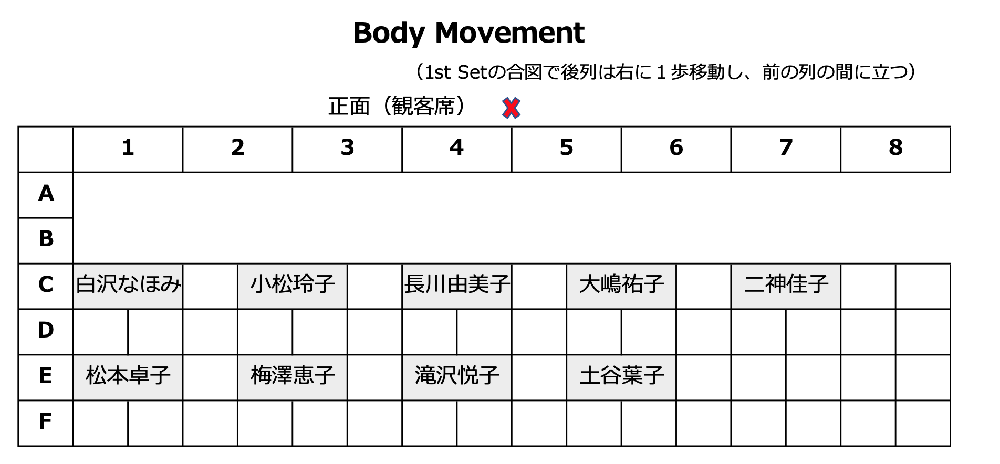 Body Movement
（1st Setの合図で後列は右に１歩移動し、前の列の間に立つ）
正面（観客席）
1 2 3 4 5 6 7 8
A
B
C 白沢なほみ 小松玲子 長川由美子 大嶋祐子 二神佳子
D
E 松本卓子 梅澤恵子 滝沢悦子 土谷葉子
F